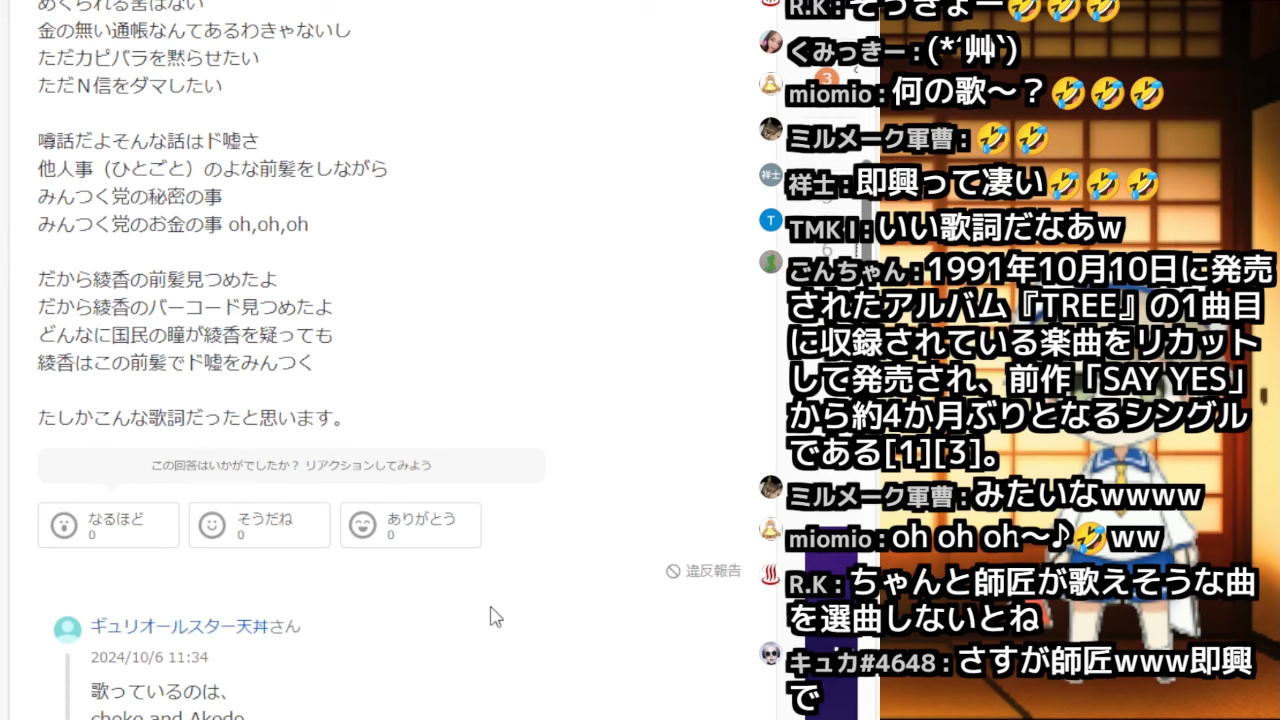 めくられる舌はない
金の無い通帳なんてあるわきゃないし
ただカピバラを黙らせたい
ただN信をダマしたい
噂話だよそんな話はド嘘さ
他人事（ひとごと）のよな前髪をしながら
みんつく党の秘密の事
みんつく党のお金の事 oh,oh,oh
だから綾香の前髪見つめたよ
だから綾香のバーコード見つめたよ
どんなに国民の瞳が綾香を疑っても
綾香はこの前髪でド嘘をみんつく
たしかこんな歌詞だったと思います。
この回答はいかがでしたか？ リアクションしてみよう
なるほど
0
そうだね
0
ありがとう
0
違反報告
ギュリオールスター天丼さん
2024/10/6 11:34
歌っているのは、
choko and Akodo
R.K : そっきょー🤣🤣🤣
くみっきー : (*´艸`)
3
miomio : 何の歌〜？🤣🤣🤣
ミルメーク軍曹 : 🤣🤣
祥士
祥士 : 即興って凄い🤣🤣🤣
T
TMK I : いい歌詞だなあw
6
ごんちゃん : 1991年10月10日に発売
されたアルバム『TREE』の1曲目
に収録されている楽曲をリカット
して発売され、前作「SAY YES」
から約4か月ぶりとなるシングル
である[1][3]。
ミルメーク軍曹 : みたいなwwww
miomio : oh oh oh〜♪🤣ww
R.K : ちゃんと師匠が歌えそうな曲
を選曲しないとね
キュカ#4648 : さすが師匠www即興
で